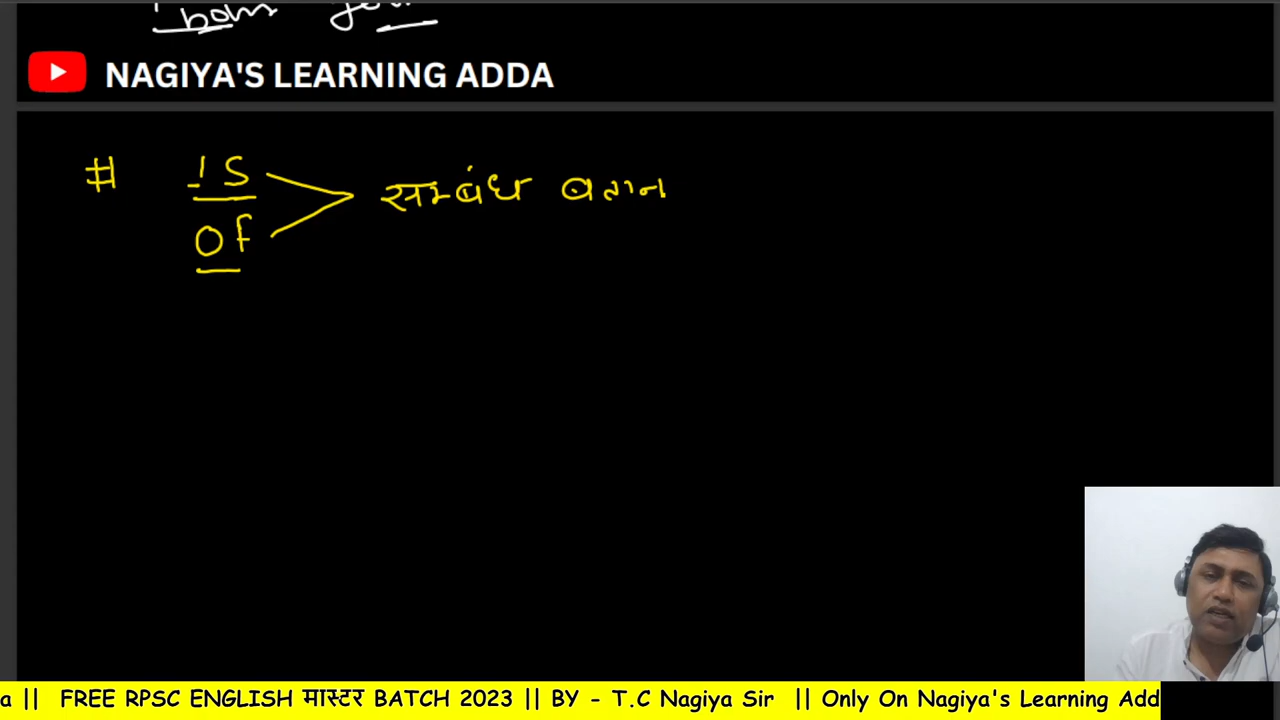 NAGIYA'S LEARNING ADDA
# 's
of
सम्बंध बतान
a || FREE RPSC ENGLISH मास्टर BATCH 2023 || BY - T.C Nagiya Sir || Only On Nagiya's Learning Add